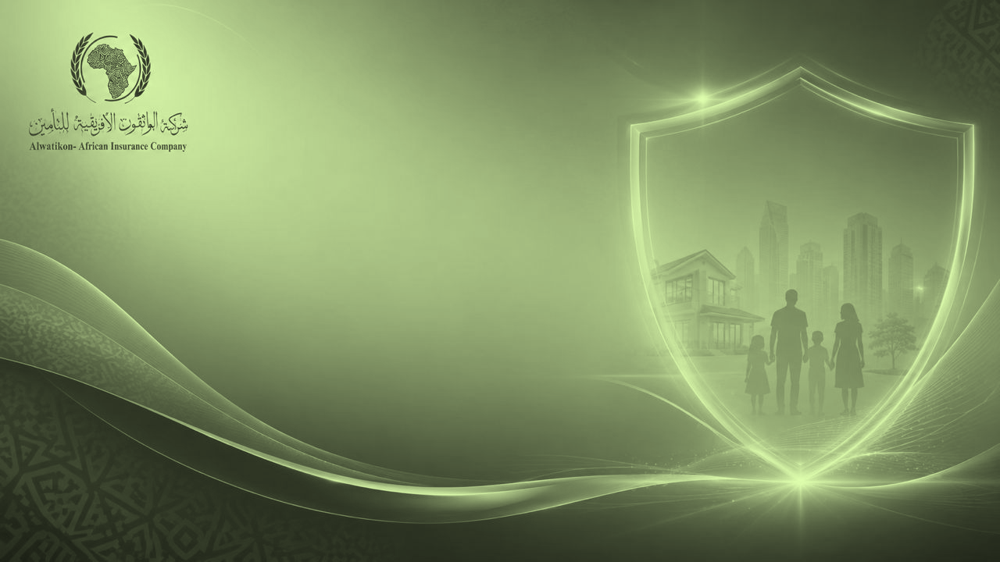 شركة الواثقون الأفريقية للتأمين
Alwatikon- African Insurance Company